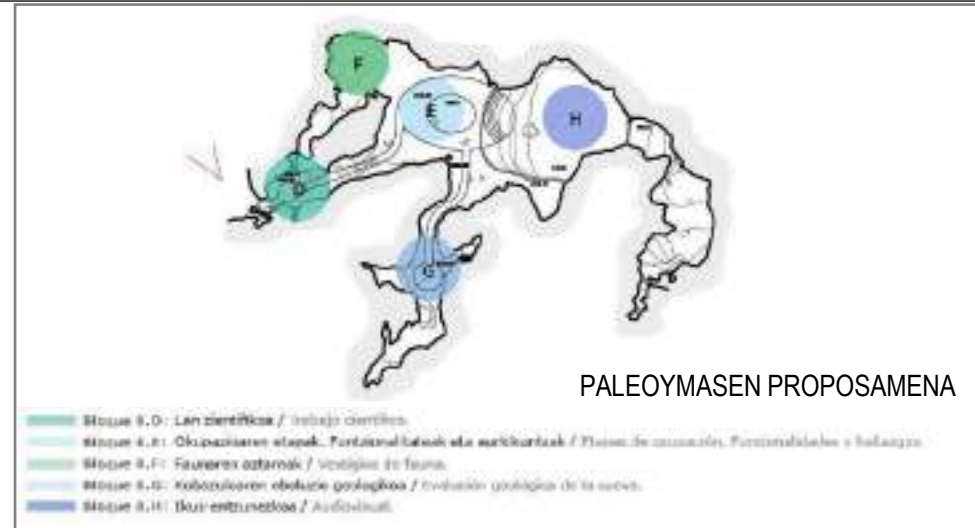 F
E
H
D
G
PALEOYMASEN PROPOSAMENA
Bloque 8.D: Lan zientifikoa / Trabajo científico.
Bloque 8.E: Okupazioaren etapak. Funtzionalitateak eta aurkikuntzak / Etapas de ocupación. Funcionalidades y hallazgos.
Bloque 8.F: Faunaren aztarnak / Vestigios de fauna.
Bloque 8.G: Kobazuloaren eboluzio geologikoa / Evolución geológica de la cueva.
Bloque 8.H: Ikus-entzunezkoa / Audiovisual.